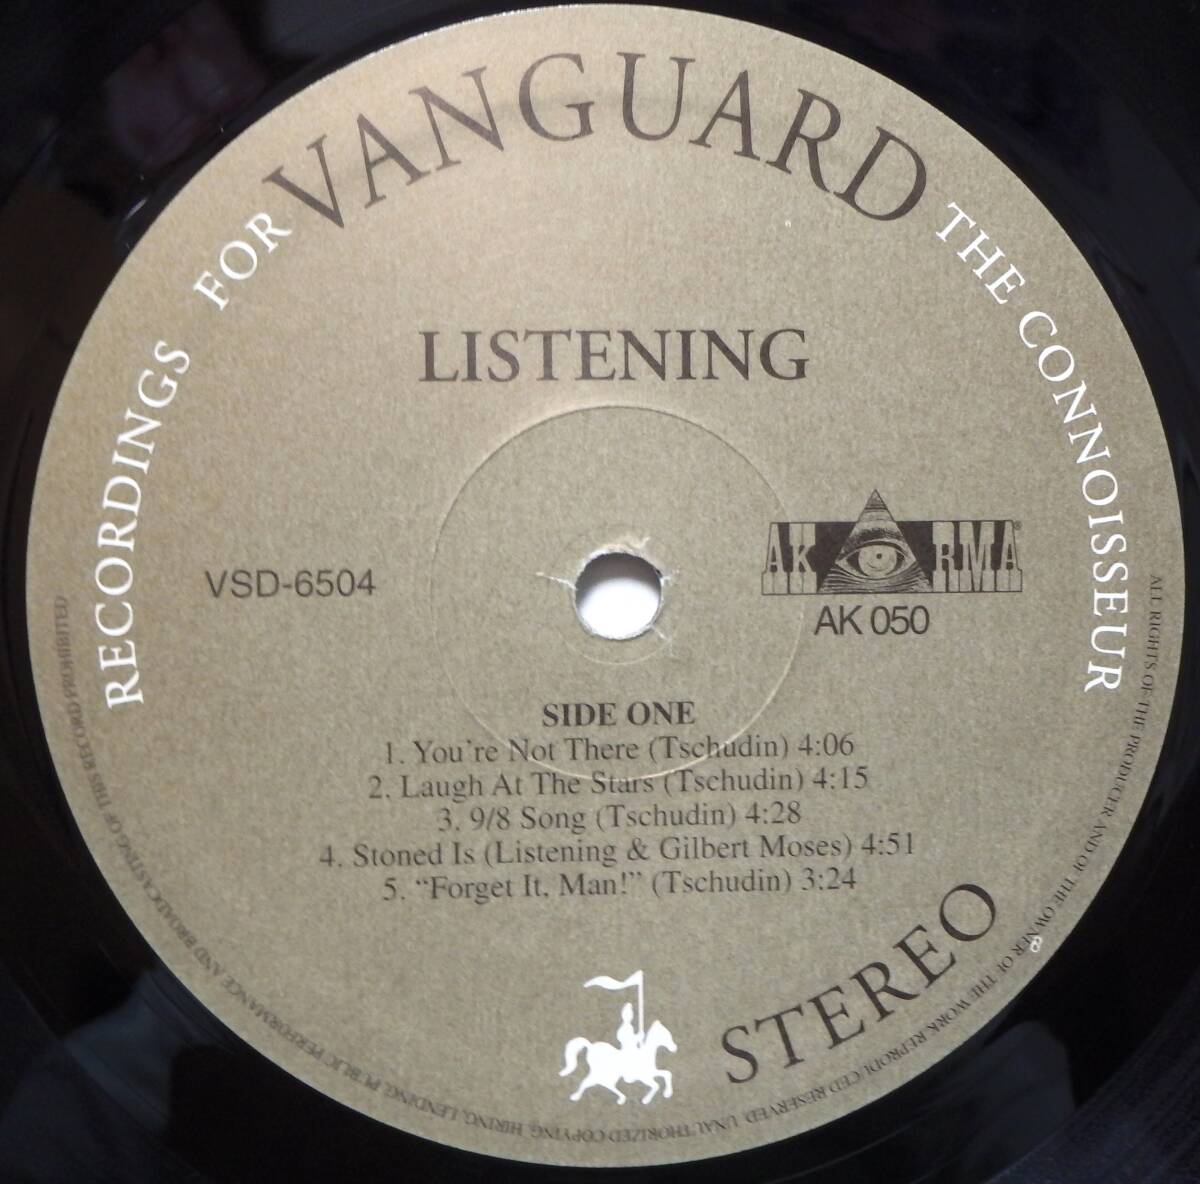 RECORDINGS FOR VANGUARD THE CONNOISSEUR
LISTENING
VSD-6504
AKARMA®
AK 050
SIDE ONE
1. You're Not There (Tschudin) 4:06
2. Laugh At The Stars (Tschudin) 4:15
3. 9/8 Song (Tschudin) 4:28
4. Stoned Is (Listening & Gilbert Moses) 4:51
5. “Forget It, Man!” (Tschudin) 3:24
STEREO
ALL RIGHTS OF THE PRODUCER AND OF THE OWNER OF THE WORK REPRODUCED RESERVED UNAUTHORIZED COPYING, HIRING, LENDING, PUBLIC PERFORMANCE AND BROADCASTING OF THIS RECORD PROHIBITED